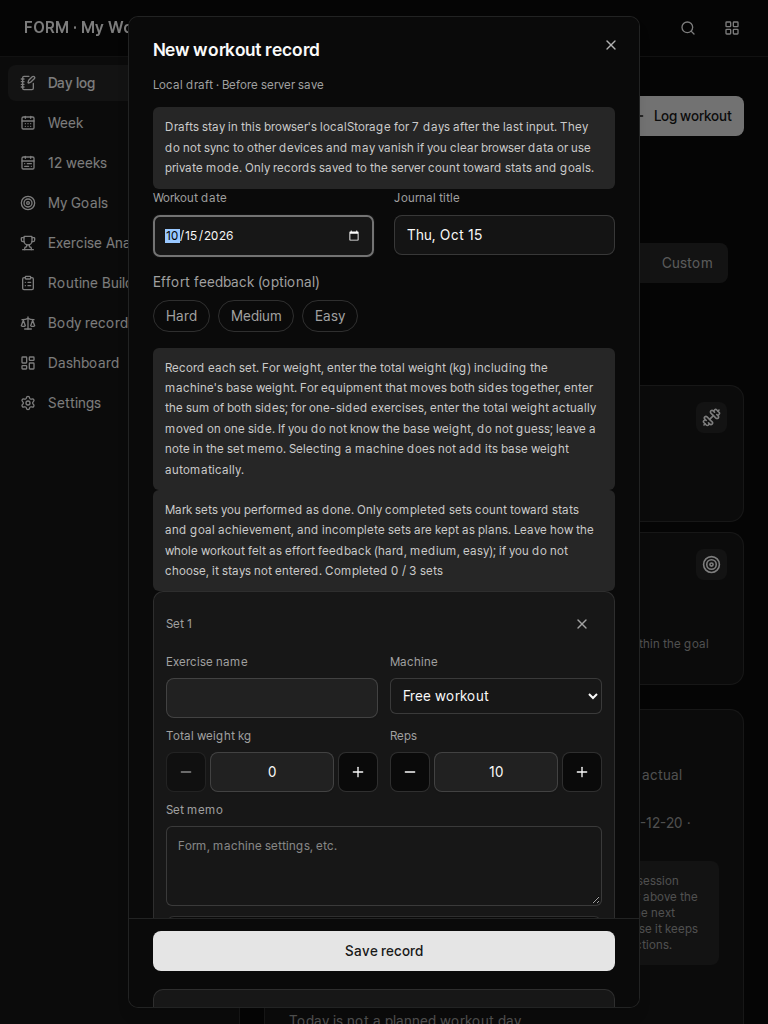 FORM · My Wo
New workout record
Local draft · Before server save
Day log
Week
12 weeks
My Goals
Exercise Ana
Routine Build
Body record
Dashboard
Settings
Log workout
Custom
Drafts stay in this browser's localStorage for 7 days after the last input. They
do not sync to other devices and may vanish if you clear browser data or use
private mode. Only records saved to the server count toward stats and goals.
Workout date
Journal title
10/15/2026
Thu, Oct 15
Effort feedback (optional)
Hard
Medium
Easy
Record each set. For weight, enter the total weight (kg) including the
machine's base weight. For equipment that moves both sides together, enter
the sum of both sides; for one-sided exercises, enter the total weight actually
moved on one side. If you do not know the base weight, do not guess; leave a
note in the set memo. Selecting a machine does not add its base weight
automatically.
Mark sets you performed as done. Only completed sets count toward stats
and goal achievement, and incomplete sets are kept as plans. Leave how the
whole workout felt as effort feedback (hard, medium, easy); if you do not
choose, it stays not entered. Completed 0 / 3 sets
Set 1
Exercise name
Machine
Free workout
Total weight kg
Reps
0
10
Set memo
Form, machine settings, etc.
Save record
thin the goal
actual
-12-20 ·
session
above the
e next
se it keeps
ctions.
Today is not a planned workout day